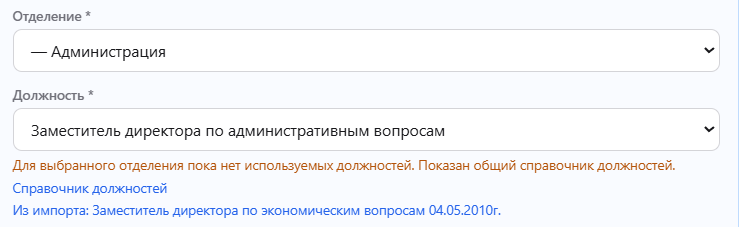 Отделение *
— Администрация
Должность *
Заместитель директора по административным вопросам
Для выбранного отделения пока нет используемых должностей. Показан общий справочник должностей.
Справочник должностей
Из импорта: Заместитель директора по экономическим вопросам 04.05.2010г.